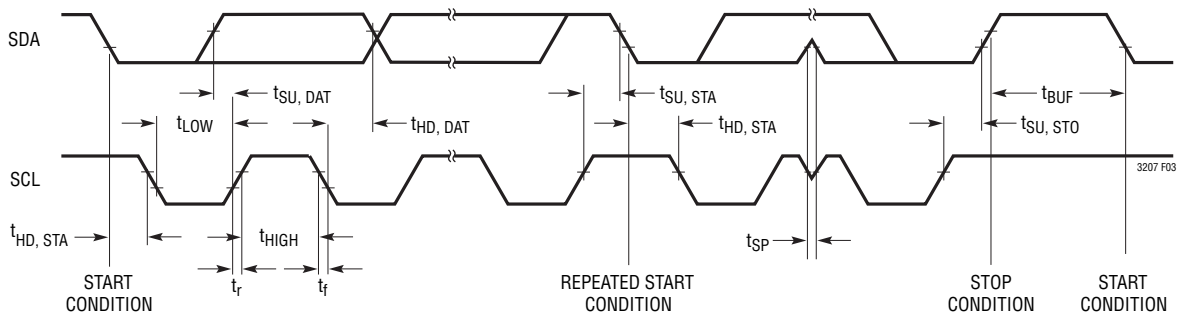 SDA
tSU, DAT
tSU, STA
tBUF
tLOW
tHD, DAT
tHD, STA
tSU, STO
SCL
3207 F03
tHD, STA
tHIGH
tSP
tr
tf
START
CONDITION
REPEATED START
CONDITION
STOP
CONDITION
START
CONDITION